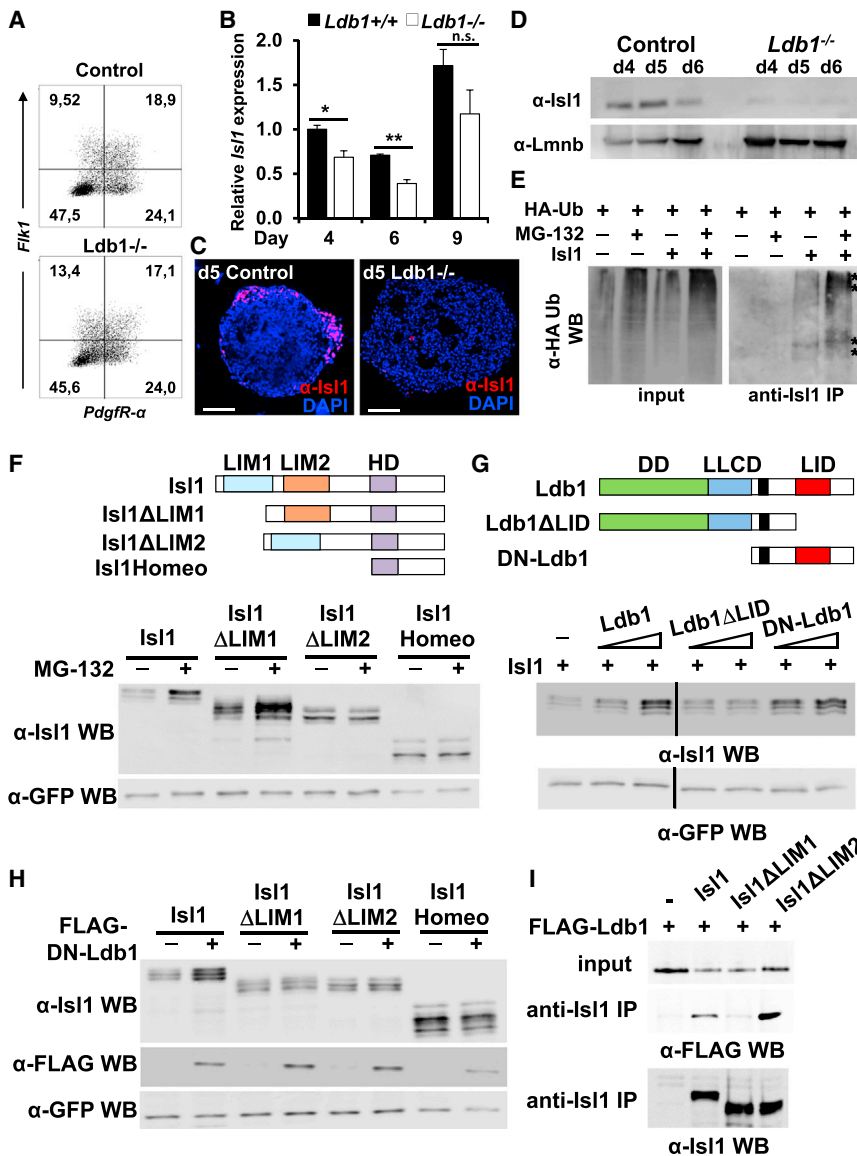 A
Control
9,52 18,9
47,5 24,1
Flk1
Ldb1-/-
13,4 17,1
45,6 24,0
PdgfR-α
B
Ldb1+/+ Ldb1-/-
Relative Isl1 expression
2.0
1.5
1.0
0.5
0.0
* ** n.s.
Day 4 6 9
C
d5 Control
α-Isl1
DAPI
d5 Ldb1-/-
α-Isl1
DAPI
D
Control Ldb1-/-
d4 d5 d6 d4 d5 d6
α-Isl1
α-Lmnb
E
HA-Ub + + + + + + + +
MG-132 – + – + – + – +
Isl1 – – + + – – + +
α-HA Ub
WB
*
*
*
*
input anti-Isl1 IP
F
LIM1 LIM2 HD
Isl1
Isl1ΔLIM1
Isl1ΔLIM2
Isl1Homeo
Isl1 Isl1 ΔLIM1 Isl1 ΔLIM2 Isl1 Homeo
MG-132 – + – + – + – +
α-Isl1 WB
α-GFP WB
G
DD LLCD LID
Ldb1
Ldb1ΔLID
DN-Ldb1
– Ldb1 Ldb1ΔLID DN-Ldb1
Isl1 + + + + + + +
α-Isl1 WB
α-GFP WB
H
Isl1 Isl1 ΔLIM1 Isl1 ΔLIM2 Isl1 Homeo
FLAG-
DN-Ldb1 – + – + – + – +
α-Isl1 WB
α-FLAG WB
α-GFP WB
I
- Isl1 Isl1ΔLIM1 Isl1ΔLIM2
FLAG-Ldb1 + + + +
input
anti-Isl1 IP
α-FLAG WB
anti-Isl1 IP
α-Isl1 WB